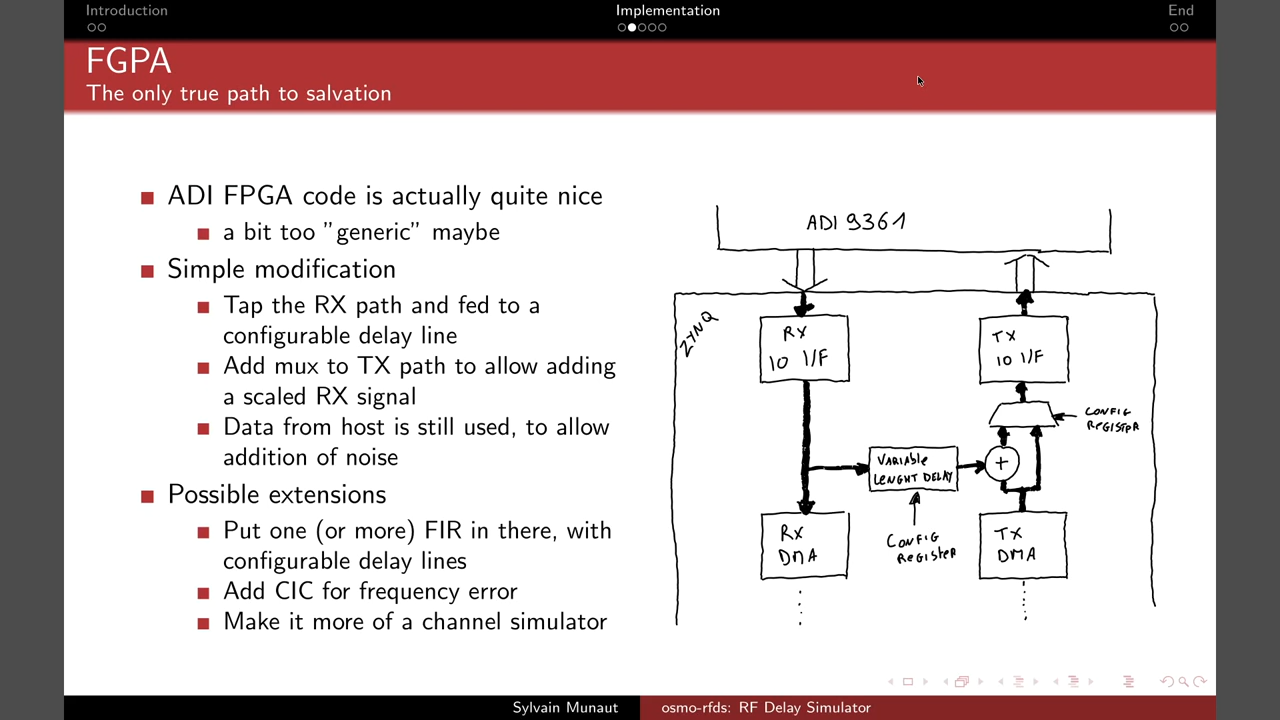 Introduction
Implementation
End
FGPA
The only true path to salvation
ADI FPGA code is actually quite nice
a bit too ”generic” maybe
Simple modification
Tap the RX path and fed to a
configurable delay line
Add mux to TX path to allow adding
a scaled RX signal
Data from host is still used, to allow
addition of noise
Possible extensions
Put one (or more) FIR in there, with
configurable delay lines
Add CIC for frequency error
Make it more of a channel simulator
ADI 9361
ZYNQ
RX
IO I/F
TX
IO I/F
CONFIG
REGISTER
VARIABLE
LENGHT DELAY
+
CONFIG
REGISTER
RX
DMA
TX
DMA
Sylvain Munaut
osmo-rfds: RF Delay Simulator